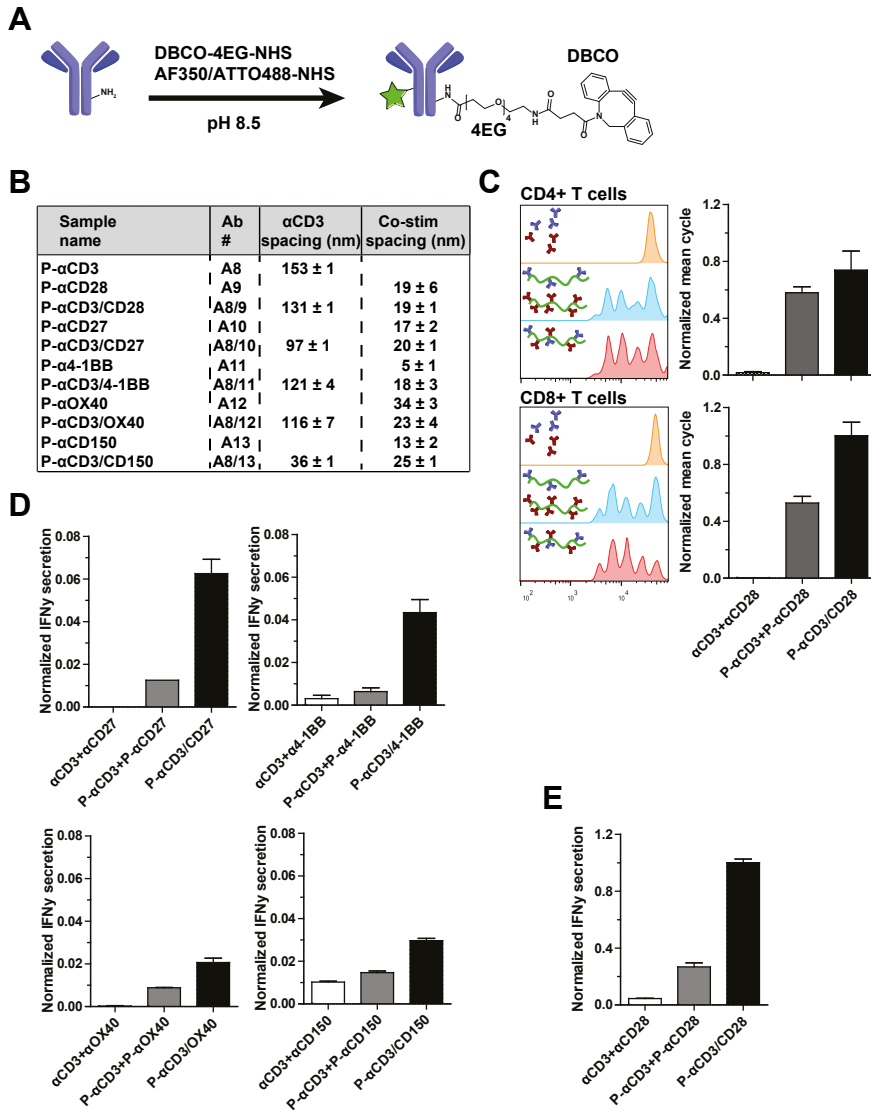 A
DBCO-4EG-NHS
AF350/ATTO488-NHS
pH 8.5
NH2
DBCO
H
N
O
O
4
N
H
O
O
N
4EG
B
Sample name
Ab #
αCD3 spacing (nm)
Co-stim spacing (nm)
P-αCD3 A8 153 ± 1
P-αCD28 A9 19 ± 6
P-αCD3/CD28 A8/9 131 ± 1 19 ± 1
P-αCD27 A10 17 ± 2
P-αCD3/CD27 A8/10 97 ± 1 20 ± 1
P-α4-1BB A11 5 ± 1
P-αCD3/4-1BB A8/11 121 ± 4 18 ± 3
P-αOX40 A12 34 ± 3
P-αCD3/OX40 A8/12 116 ± 7 23 ± 4
P-αCD150 A13 13 ± 2
P-αCD3/CD150 A8/13 36 ± 1 25 ± 1
C
CD4+ T cells
Normalized mean cycle
1.2
0.8
0.4
0.0
CD8+ T cells
10^2 10^3 10^4
Normalized mean cycle
1.2
0.8
0.4
0.0
αCD3+αCD28
P-αCD3+P-αCD28
P-αCD3/CD28
D
Normalized IFNγ secretion
0.08
0.06
0.04
0.02
0.00
αCD3+αCD27
P-αCD3+P-αCD27
P-αCD3/CD27
Normalized IFNγ secretion
0.08
0.06
0.04
0.02
0.00
αCD3+α4-1BB
P-αCD3+P-α4-1BB
P-αCD3/4-1BB
Normalized IFNγ secretion
0.08
0.06
0.04
0.02
0.00
αCD3+αOX40
P-αCD3+P-αOX40
P-αCD3/OX40
Normalized IFNγ secretion
0.08
0.06
0.04
0.02
0.00
αCD3+αCD150
P-αCD3+P-αCD150
P-αCD3/CD150
E
Normalized IFNγ secretion
1.2
0.8
0.4
0.0
αCD3+αCD28
P-αCD3+P-αCD28
P-αCD3/CD28